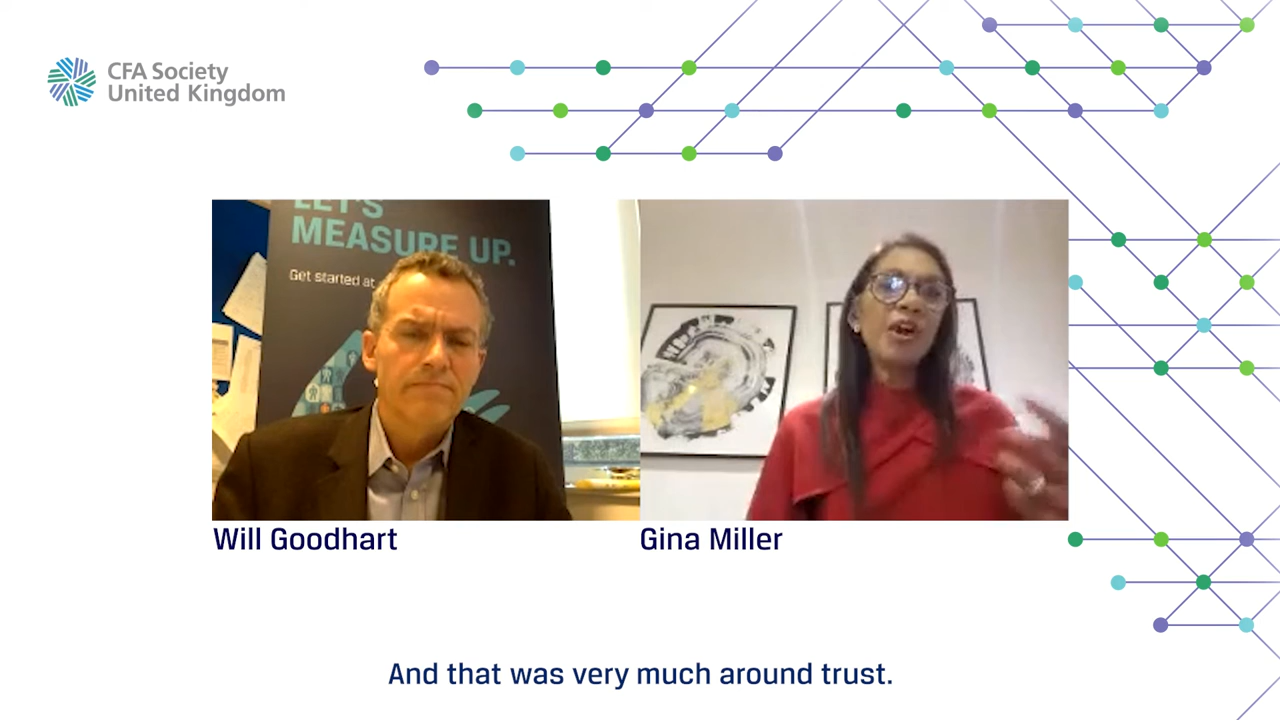 CFA Society
United Kingdom
LET'S
MEASURE UP.
Get started at
Will Goodhart
Gina Miller
And that was very much around trust.